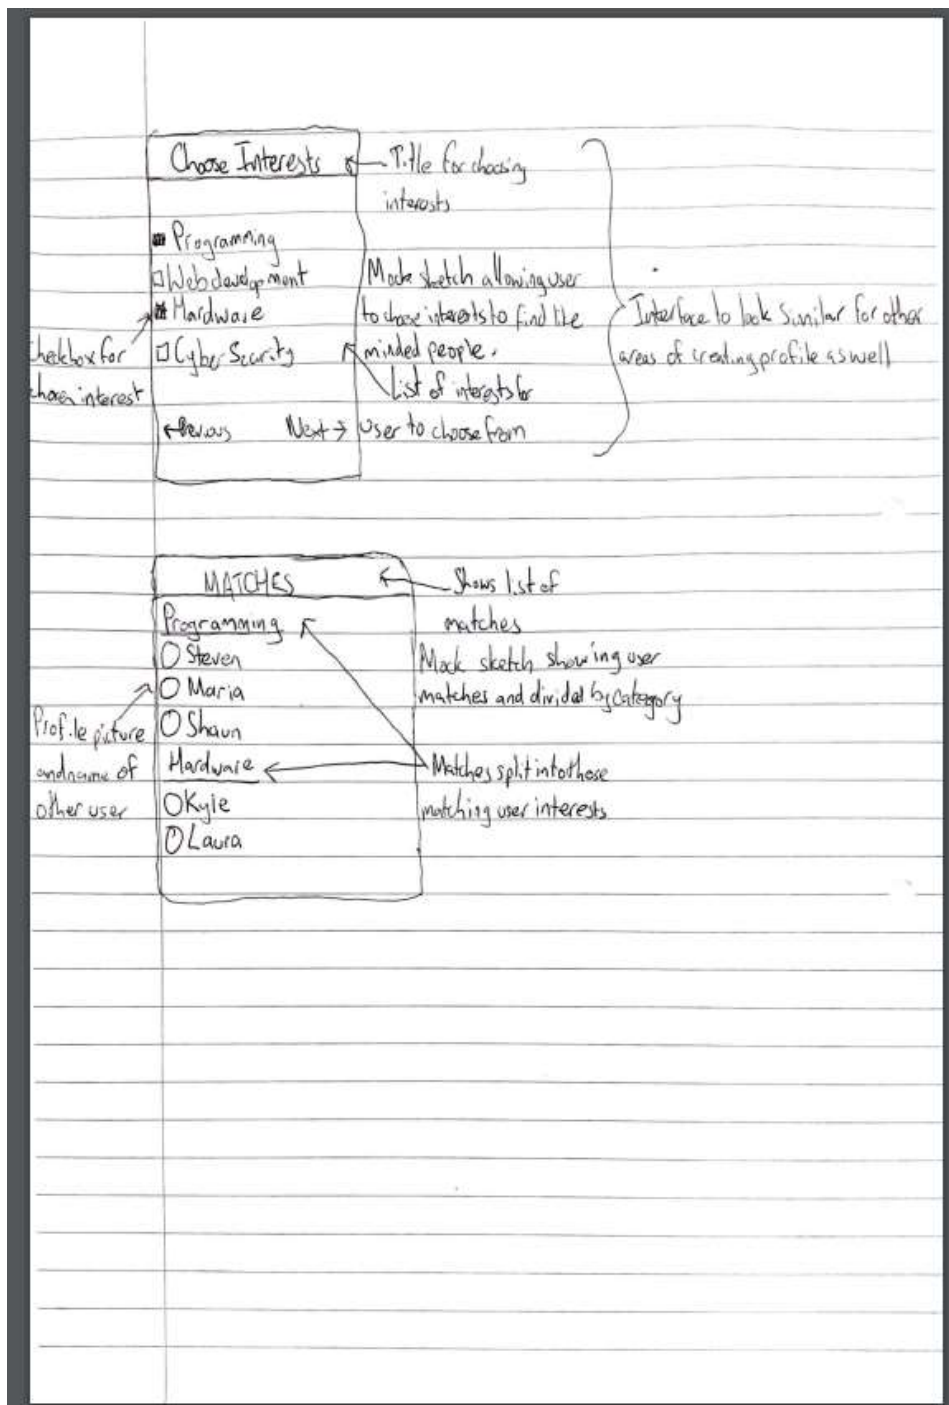 Choose Interests
Title for choosing
interests
Programming
Web development
Hardware
Cyber Security
← Previous
Next →
Checkbox for
chosen interest
Mock sketch allowing user
to choose interests to find like
minded people.
List of interests for
user to choose from
Interface to look Similar for other
areas of creating profile as well
MATCHES
Shows list of
matches
Programming
Steven
Maria
Shaun
Hardware
Kyle
Laura
Profile picture
and name of
other user
Mock sketch showing user
matches and divided by category
Matches split into those
matching user interests